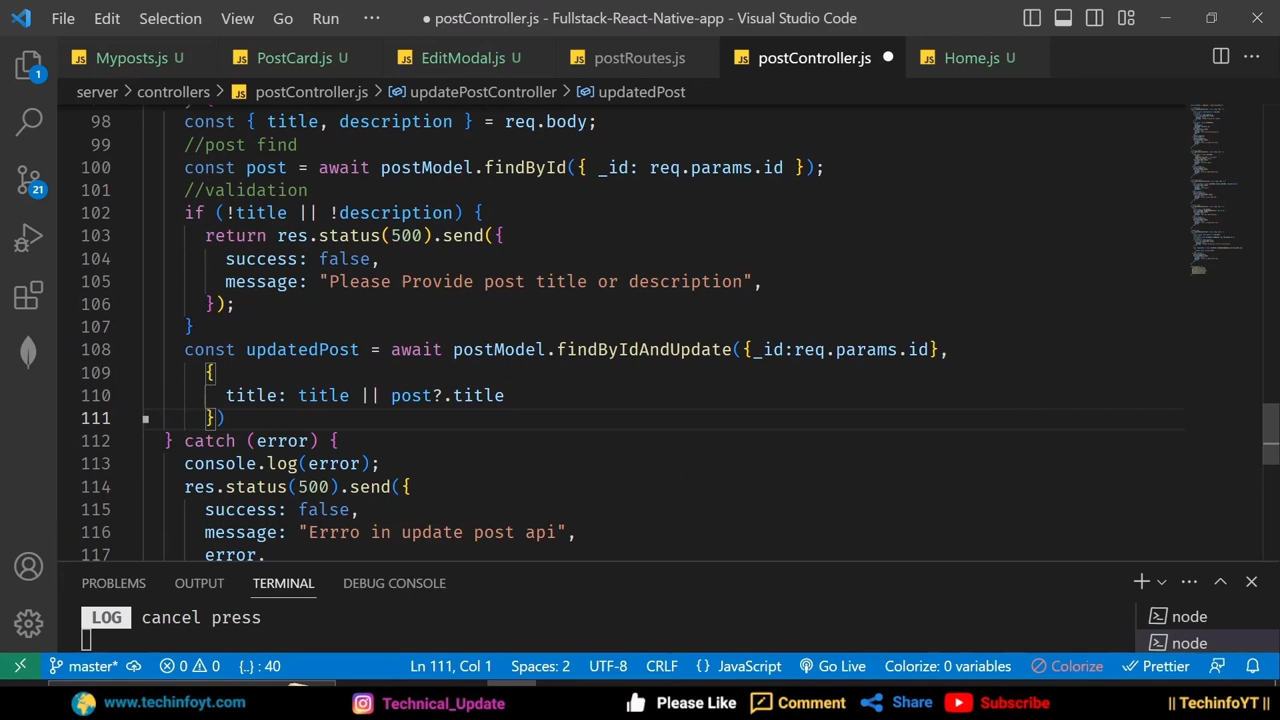 File Edit Selection View Go Run ··· ● postController.js - Fullstack-React-Native-app - Visual Studio Code
JS Myposts.js U JS PostCard.js U JS EditModal.js U JS postRoutes.js JS postController.js ● JS Home.js U ···
server > controllers > JS postController.js > updatePostController > updatedPost
98 const { title, description } = req.body;
99 //post find
100 const post = await postModel.findById({ _id: req.params.id });
101 //validation
102 if (!title || !description) {
103 return res.status(500).send({
104 success: false,
105 message: "Please Provide post title or description",
106 });
107 }
108 const updatedPost = await postModel.findByIdAndUpdate({_id:req.params.id},
109 {
110 title: title || post?.title
111 })
112 } catch (error) {
113 console.log(error);
114 res.status(500).send({
115 success: false,
116 message: "Errro in update post api",
117 error,
1
21
PROBLEMS OUTPUT TERMINAL DEBUG CONSOLE
LOG cancel press
node
node
master* 0 0 {..} : 40 Ln 111, Col 1 Spaces: 2 UTF-8 CRLF {} JavaScript Go Live Colorize: 0 variables Colorize Prettier
www.techinfoyt.com Technical_Update Please Like Comment Share Subscribe || TechinfoYT ||